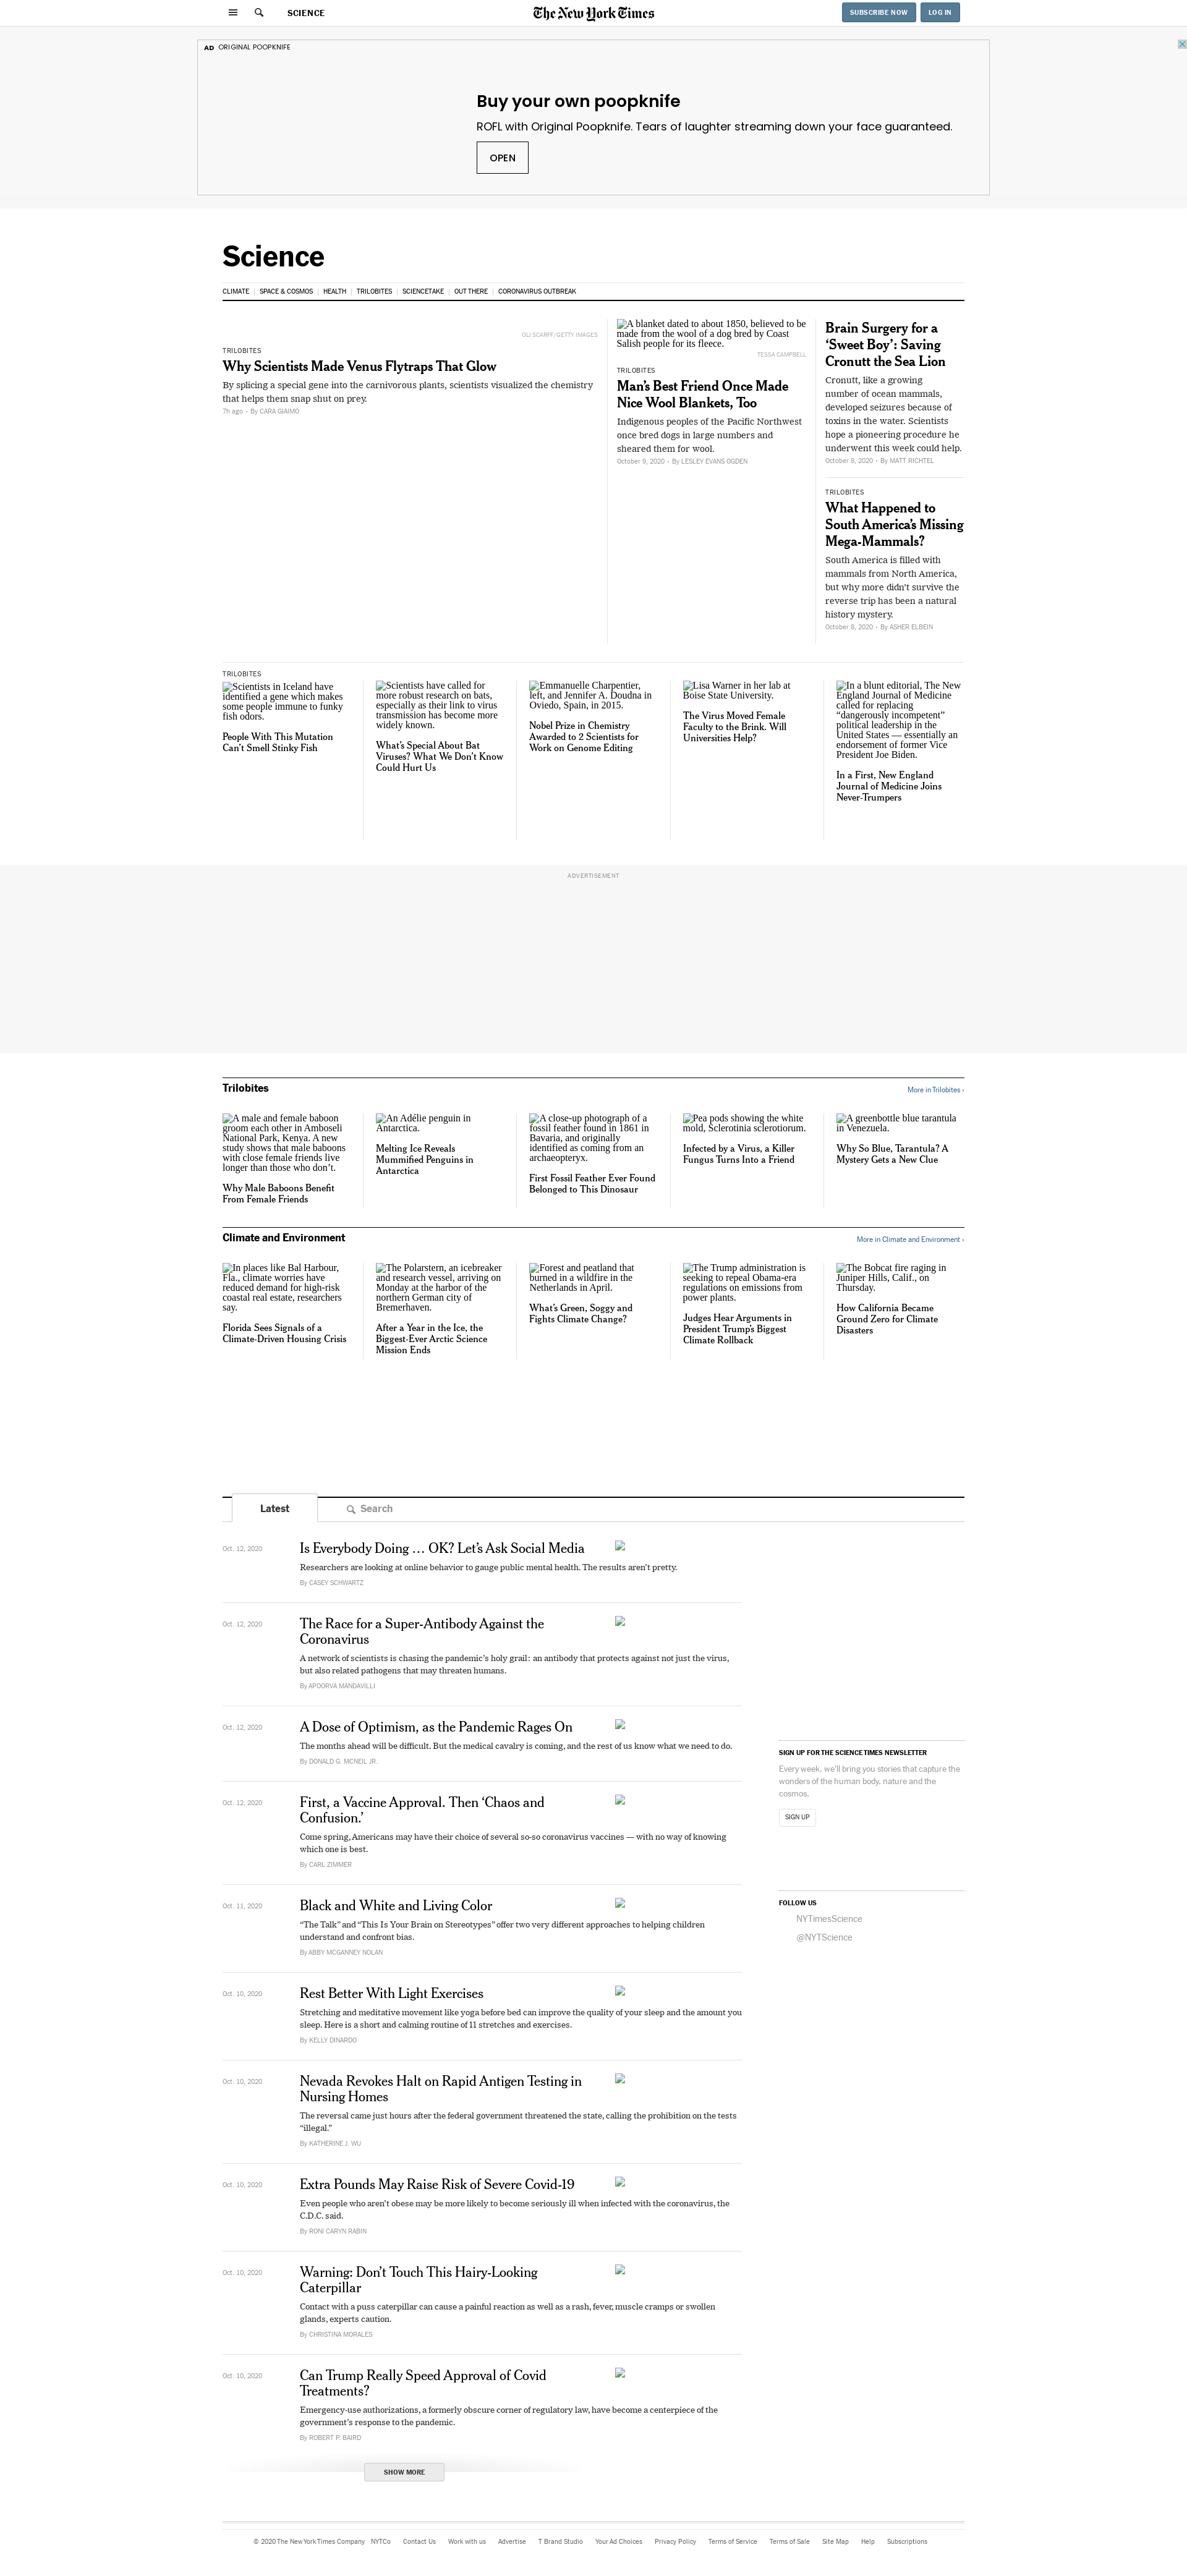 SCIENCE
The New York Times
SUBSCRIBE NOW
LOG IN
AD ORIGINAL POOPKNIFE
Buy your own poopknife
ROFL with Original Poopknife. Tears of laughter streaming down your face guaranteed.
OPEN
Science
CLIMATE
SPACE & COSMOS
HEALTH
TRILOBITES
SCIENCETAKE
OUT THERE
CORONAVIRUS OUTBREAK
OLI SCARFF/GETTY IMAGES
TRILOBITES
Why Scientists Made Venus Flytraps That Glow
By splicing a special gene into the carnivorous plants, scientists visualized the chemistry
that helps them snap shut on prey.
7h ago • By CARA GIAIMO
A blanket dated to about 1850, believed to be
made from the wool of a dog bred by Coast
Salish people for its fleece.
TESSA CAMPBELL
TRILOBITES
Man’s Best Friend Once Made
Nice Wool Blankets, Too
Indigenous peoples of the Pacific Northwest
once bred dogs in large numbers and
sheared them for wool.
October 9, 2020 • By LESLEY EVANS OGDEN
Brain Surgery for a
‘Sweet Boy’: Saving
Cronutt the Sea Lion
Cronutt, like a growing
number of ocean mammals,
developed seizures because of
toxins in the water. Scientists
hope a pioneering procedure he
underwent this week could help.
October 8, 2020 • By MATT RICHTEL
TRILOBITES
What Happened to
South America’s Missing
Mega-Mammals?
South America is filled with
mammals from North America,
but why more didn’t survive the
reverse trip has been a natural
history mystery.
October 8, 2020 • By ASHER ELBEIN
TRILOBITES
Scientists in Iceland have
identified a gene which makes
some people immune to funky
fish odors.
People With This Mutation
Can’t Smell Stinky Fish
Scientists have called for
more robust research on bats,
especially as their link to virus
transmission has become more
widely known.
What’s Special About Bat
Viruses? What We Don’t Know
Could Hurt Us
Emmanuelle Charpentier,
left, and Jennifer A. Doudna in
Oviedo, Spain, in 2015.
Nobel Prize in Chemistry
Awarded to 2 Scientists for
Work on Genome Editing
Lisa Warner in her lab at
Boise State University.
The Virus Moved Female
Faculty to the Brink. Will
Universities Help?
In a blunt editorial, The New
England Journal of Medicine
called for replacing
“dangerously incompetent”
political leadership in the
United States — essentially an
endorsement of former Vice
President Joe Biden.
In a First, New England
Journal of Medicine Joins
Never-Trumpers
ADVERTISEMENT
Trilobites
More in Trilobites ›
A male and female baboon
groom each other in Amboseli
National Park, Kenya. A new
study shows that male baboons
with close female friends live
longer than those who don’t.
Why Male Baboons Benefit
From Female Friends
An Adélie penguin in
Antarctica.
Melting Ice Reveals
Mummified Penguins in
Antarctica
A close-up photograph of a
fossil feather found in 1861 in
Bavaria, and originally
identified as coming from an
archaeopteryx.
First Fossil Feather Ever Found
Belonged to This Dinosaur
Pea pods showing the white
mold, Sclerotinia sclerotiorum.
Infected by a Virus, a Killer
Fungus Turns Into a Friend
A greenbottle blue tarantula
in Venezuela.
Why So Blue, Tarantula? A
Mystery Gets a New Clue
Climate and Environment
More in Climate and Environment ›
In places like Bal Harbour,
Fla., climate worries have
reduced demand for high-risk
coastal real estate, researchers
say.
Florida Sees Signals of a
Climate-Driven Housing Crisis
The Polarstern, an icebreaker
and research vessel, arriving on
Monday at the harbor of the
northern German city of
Bremerhaven.
After a Year in the Ice, the
Biggest-Ever Arctic Science
Mission Ends
Forest and peatland that
burned in a wildfire in the
Netherlands in April.
What’s Green, Soggy and
Fights Climate Change?
The Trump administration is
seeking to repeal Obama-era
regulations on emissions from
power plants.
Judges Hear Arguments in
President Trump’s Biggest
Climate Rollback
The Bobcat fire raging in
Juniper Hills, Calif., on
Thursday.
How California Became
Ground Zero for Climate
Disasters
Latest
Search
Oct. 12, 2020
Is Everybody Doing … OK? Let’s Ask Social Media
Researchers are looking at online behavior to gauge public mental health. The results aren’t pretty.
By CASEY SCHWARTZ
Oct. 12, 2020
The Race for a Super-Antibody Against the
Coronavirus
A network of scientists is chasing the pandemic’s holy grail: an antibody that protects against not just the virus,
but also related pathogens that may threaten humans.
By APOORVA MANDAVILLI
Oct. 12, 2020
A Dose of Optimism, as the Pandemic Rages On
The months ahead will be difficult. But the medical cavalry is coming, and the rest of us know what we need to do.
By DONALD G. MCNEIL JR.
Oct. 12, 2020
First, a Vaccine Approval. Then ‘Chaos and
Confusion.’
Come spring, Americans may have their choice of several so-so coronavirus vaccines — with no way of knowing
which one is best.
By CARL ZIMMER
Oct. 11, 2020
Black and White and Living Color
“The Talk” and “This Is Your Brain on Stereotypes” offer two very different approaches to helping children
understand and confront bias.
By ABBY MCGANNEY NOLAN
Oct. 10, 2020
Rest Better With Light Exercises
Stretching and meditative movement like yoga before bed can improve the quality of your sleep and the amount you
sleep. Here is a short and calming routine of 11 stretches and exercises.
By KELLY DINARDO
Oct. 10, 2020
Nevada Revokes Halt on Rapid Antigen Testing in
Nursing Homes
The reversal came just hours after the federal government threatened the state, calling the prohibition on the tests
“illegal.”
By KATHERINE J. WU
Oct. 10, 2020
Extra Pounds May Raise Risk of Severe Covid-19
Even people who aren’t obese may be more likely to become seriously ill when infected with the coronavirus, the
C.D.C. said.
By RONI CARYN RABIN
Oct. 10, 2020
Warning: Don’t Touch This Hairy-Looking
Caterpillar
Contact with a puss caterpillar can cause a painful reaction as well as a rash, fever, muscle cramps or swollen
glands, experts caution.
By CHRISTINA MORALES
Oct. 10, 2020
Can Trump Really Speed Approval of Covid
Treatments?
Emergency-use authorizations, a formerly obscure corner of regulatory law, have become a centerpiece of the
government’s response to the pandemic.
By ROBERT P. BAIRD
SHOW MORE
SIGN UP FOR THE SCIENCE TIMES NEWSLETTER
Every week, we’ll bring you stories that capture the
wonders of the human body, nature and the
cosmos.
SIGN UP
FOLLOW US
NYTimesScience
@NYTScience
© 2020 The New York Times Company
NYTCo
Contact Us
Work with us
Advertise
T Brand Studio
Your Ad Choices
Privacy Policy
Terms of Service
Terms of Sale
Site Map
Help
Subscriptions